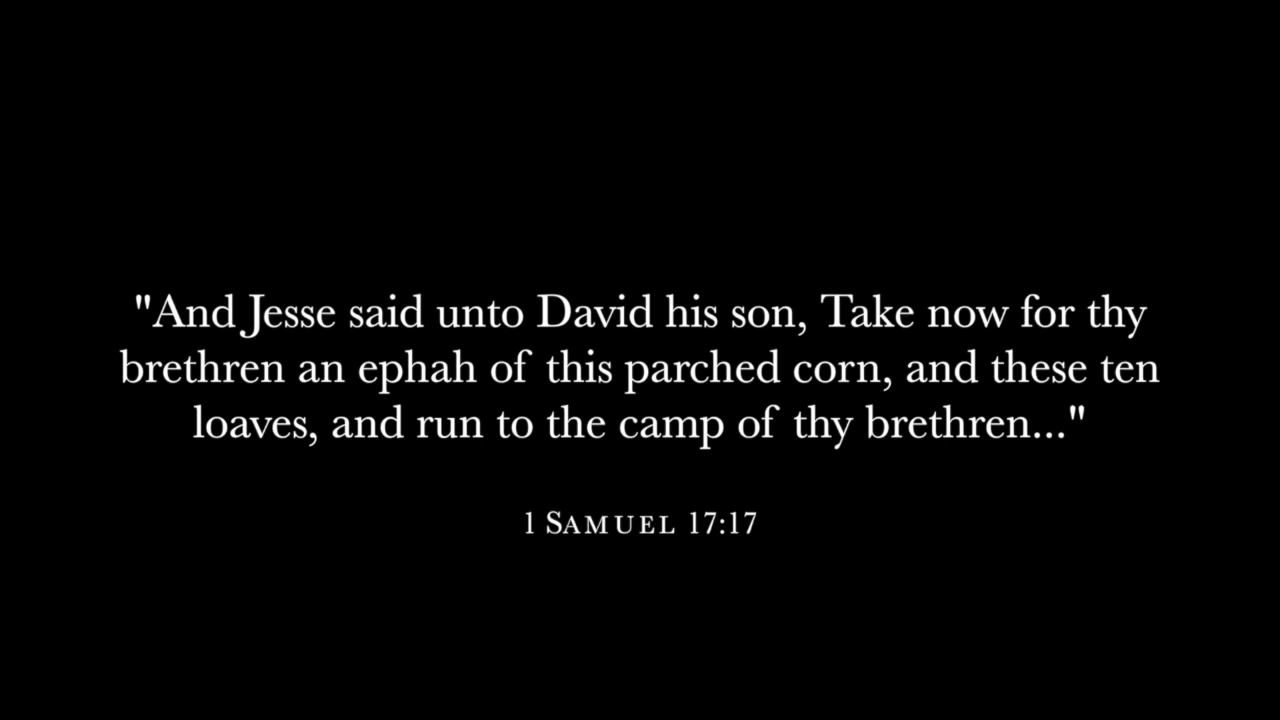 "And Jesse said unto David his son, Take now for thy
brethren an ephah of this parched corn, and these ten
loaves, and run to the camp of thy brethren..."
1 SAMUEL 17:17